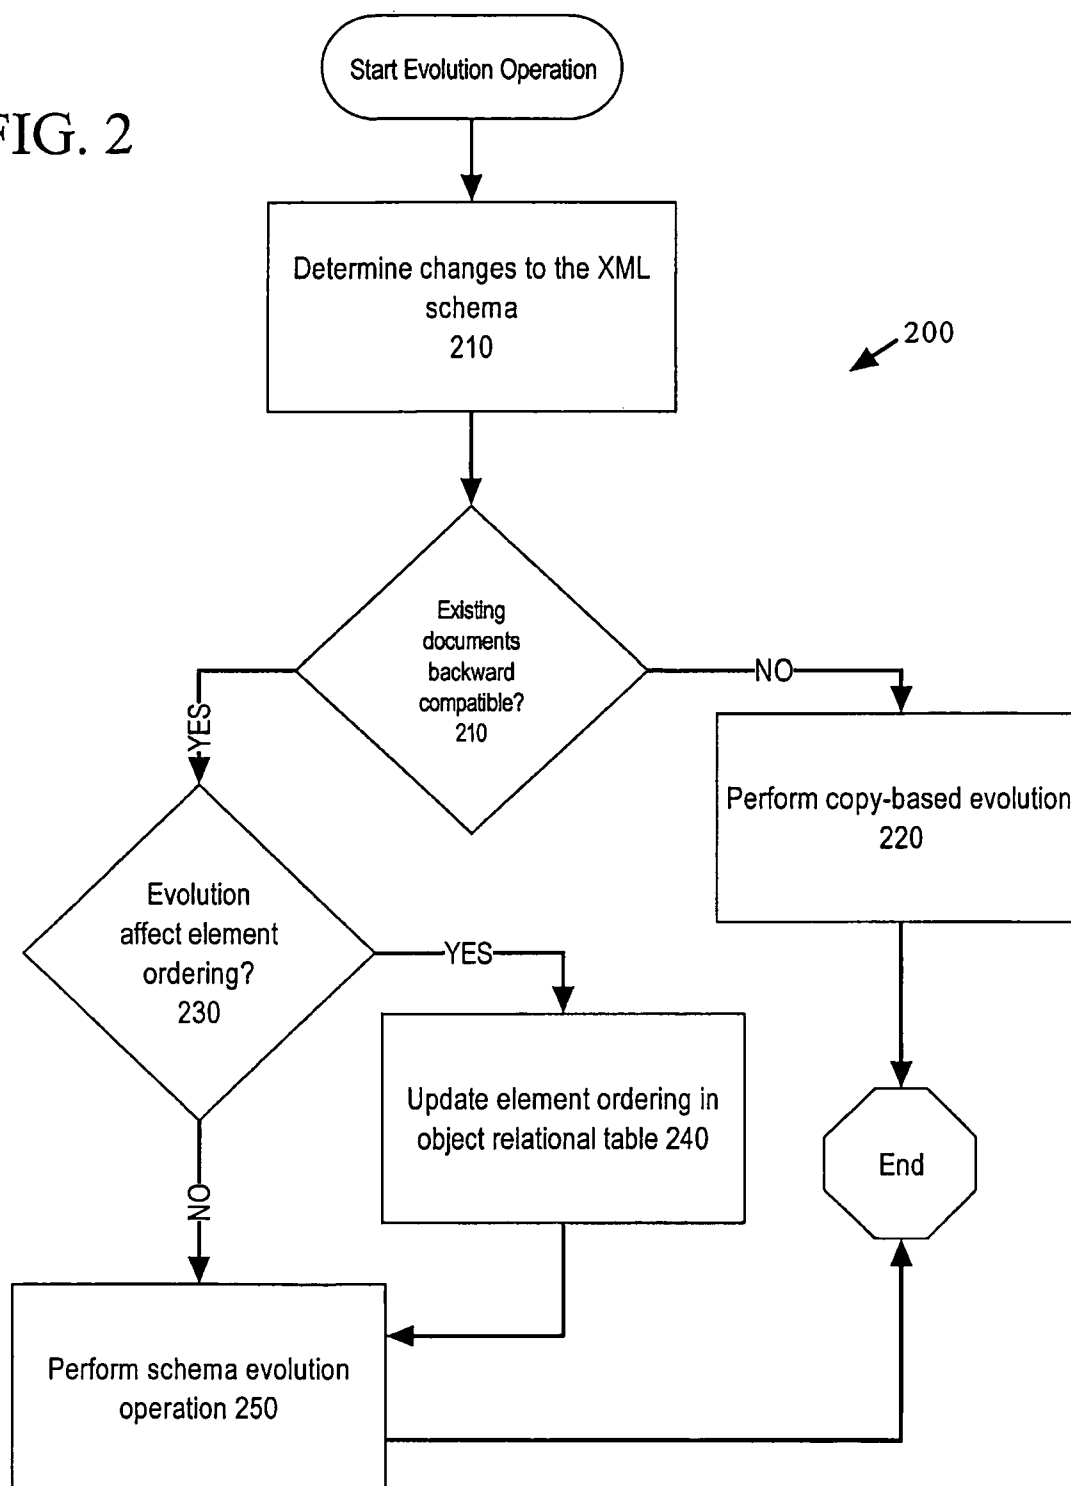 Start Evolution Operation
FIG. 2
Determine changes to the XML
schema
210
200
Existing
documents
backward
compatible?
210
NO
YES
Perform copy-based evolution
220
Evolution
affect element
ordering?
230
YES
Update element ordering in
object relational table 240
End
NO
Perform schema evolution
operation 250